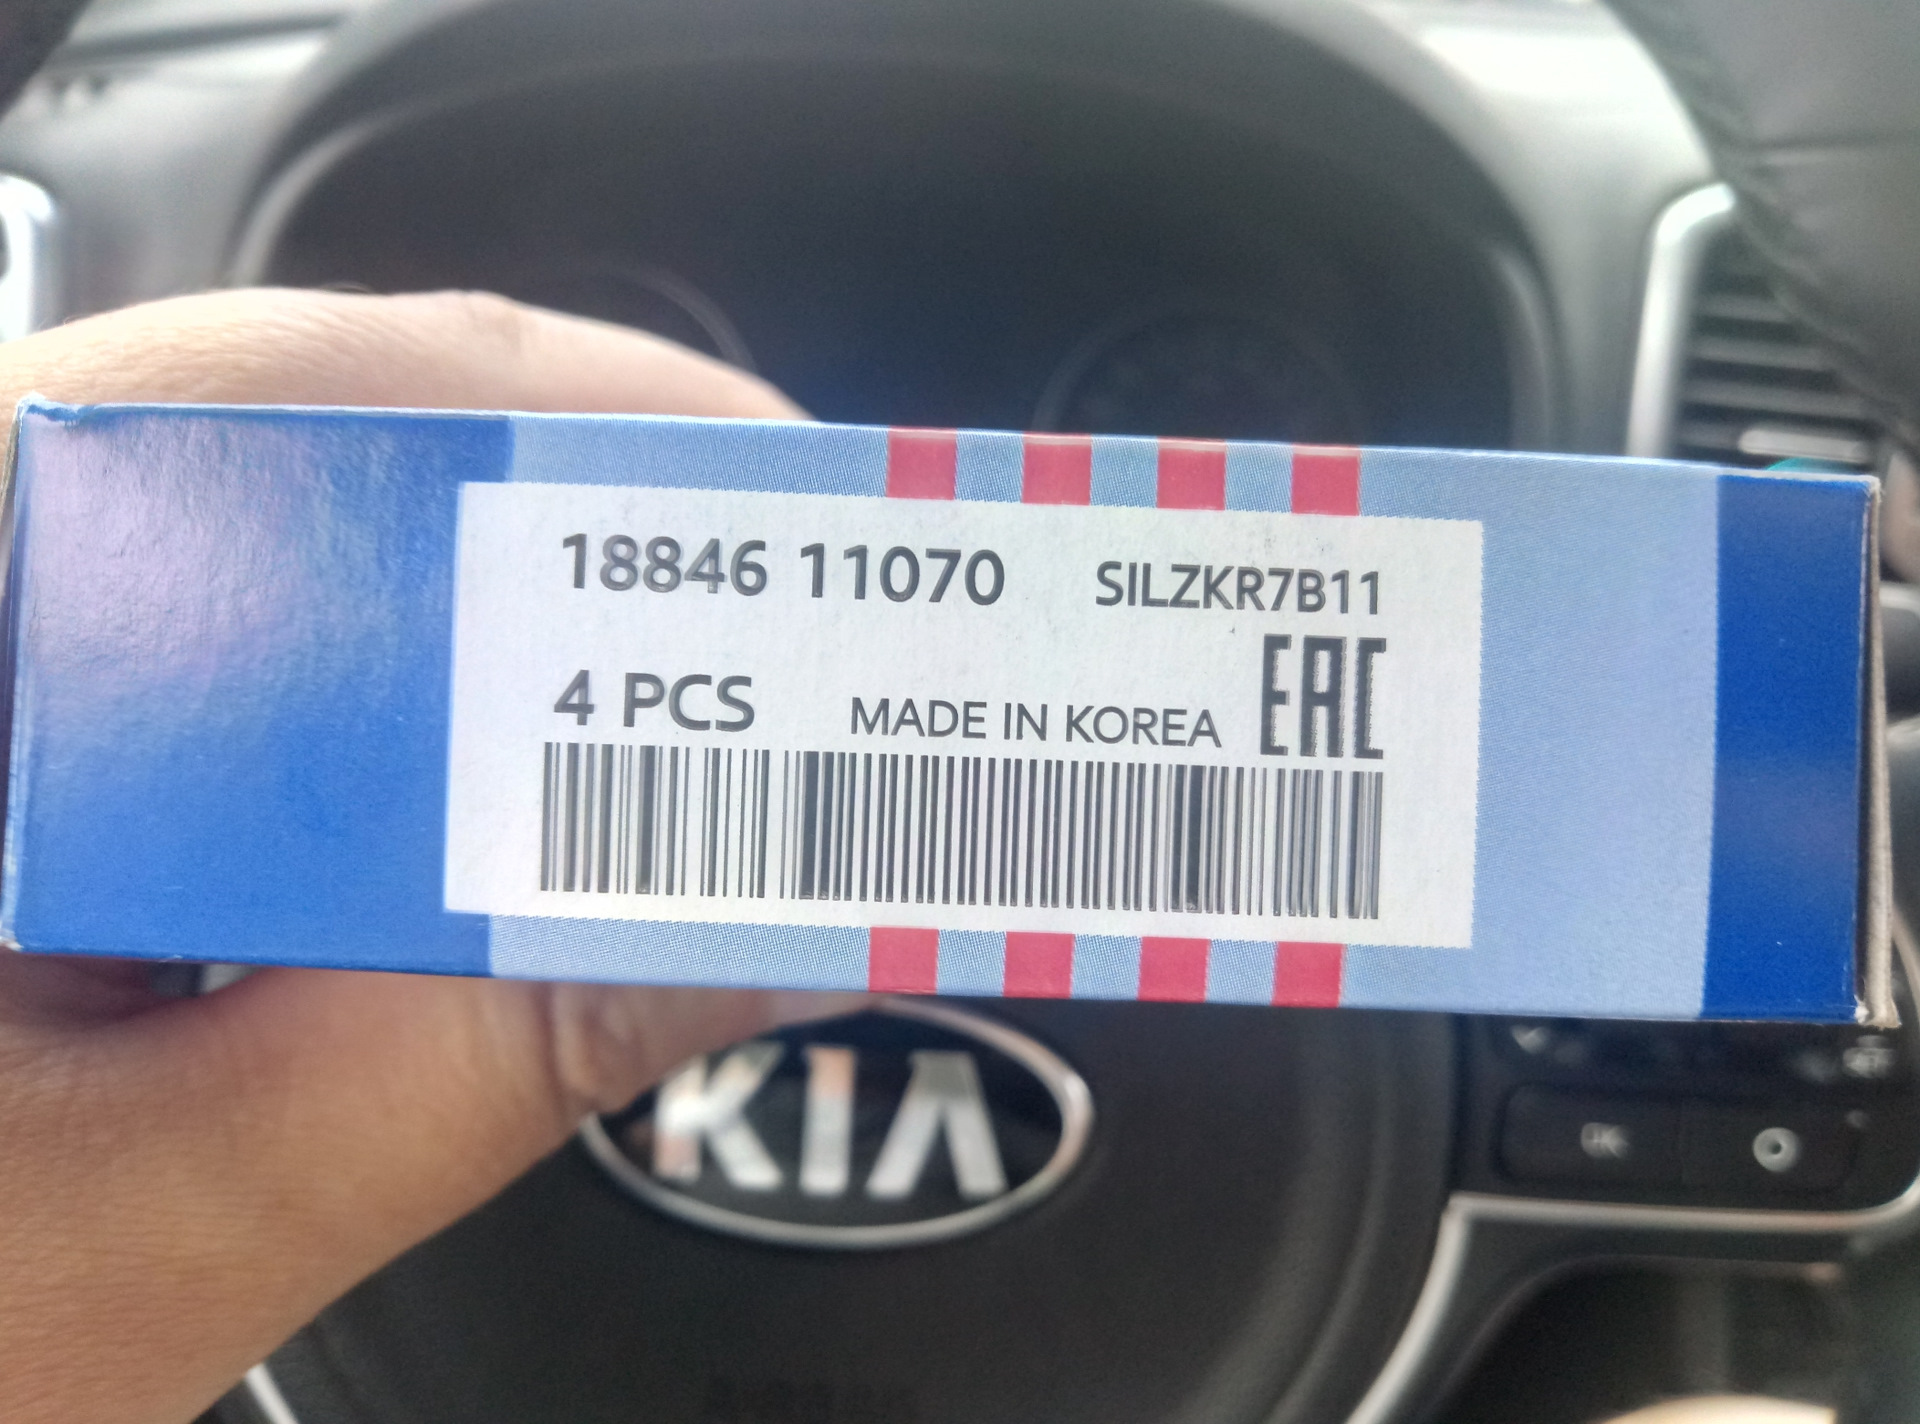 18846 11070 SILZKR7B11
4 PCS MADE IN KOREA EAC
KIA